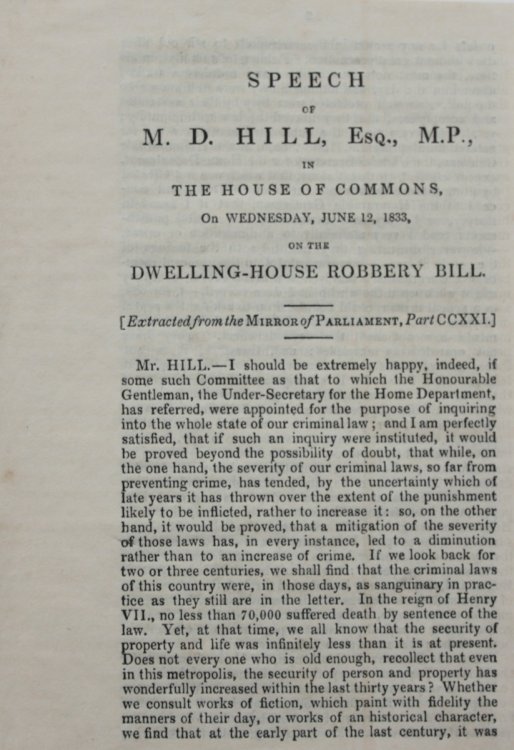 SPEECH
OF
M. D. HILL, Esq., M.P.,
IN
THE HOUSE OF COMMONS,
On WEDNESDAY, JUNE 12, 1833,
ON THE
DWELLING-HOUSE ROBBERY BILL.
[Extracted from the MIRROR of PARLIAMENT, Part CCXXI.]
Mr. HILL.—I should be extremely happy, indeed, if
some such Committee as that to which the Honourable
Gentleman, the Under-Secretary for the Home Department,
has referred, were appointed for the purpose of inquiring
into the whole state of our criminal law; and I am perfectly
satisfied, that if such an inquiry were instituted, it would
be proved beyond the possibility of doubt, that while, on
the one hand, the severity of our criminal laws, so far from
preventing crime, has tended, by the uncertainty which of
late years it has thrown over the extent of the punishment
likely to be inflicted, rather to increase it: so, on the other
hand, it would be proved, that a mitigation of the severity
of those laws has, in every instance, led to a diminution
rather than to an increase of crime. If we look back for
two or three centuries, we shall find that the criminal laws
of this country were, in those days, as sanguinary in prac-
tice as they still are in the letter. In the reign of Henry
VII., no less than 70,000 suffered death by sentence of the
law. Yet, at that time, we all know that the security of
property and life was infinitely less than it is at present.
Does not every one who is old enough, recollect that even
in this metropolis, the security of person and property has
wonderfully increased within the last thirty years? Whether
we consult works of fiction, which paint with fidelity the
manners of their day, or works of an historical character,
we find that at the early part of the last century, it was